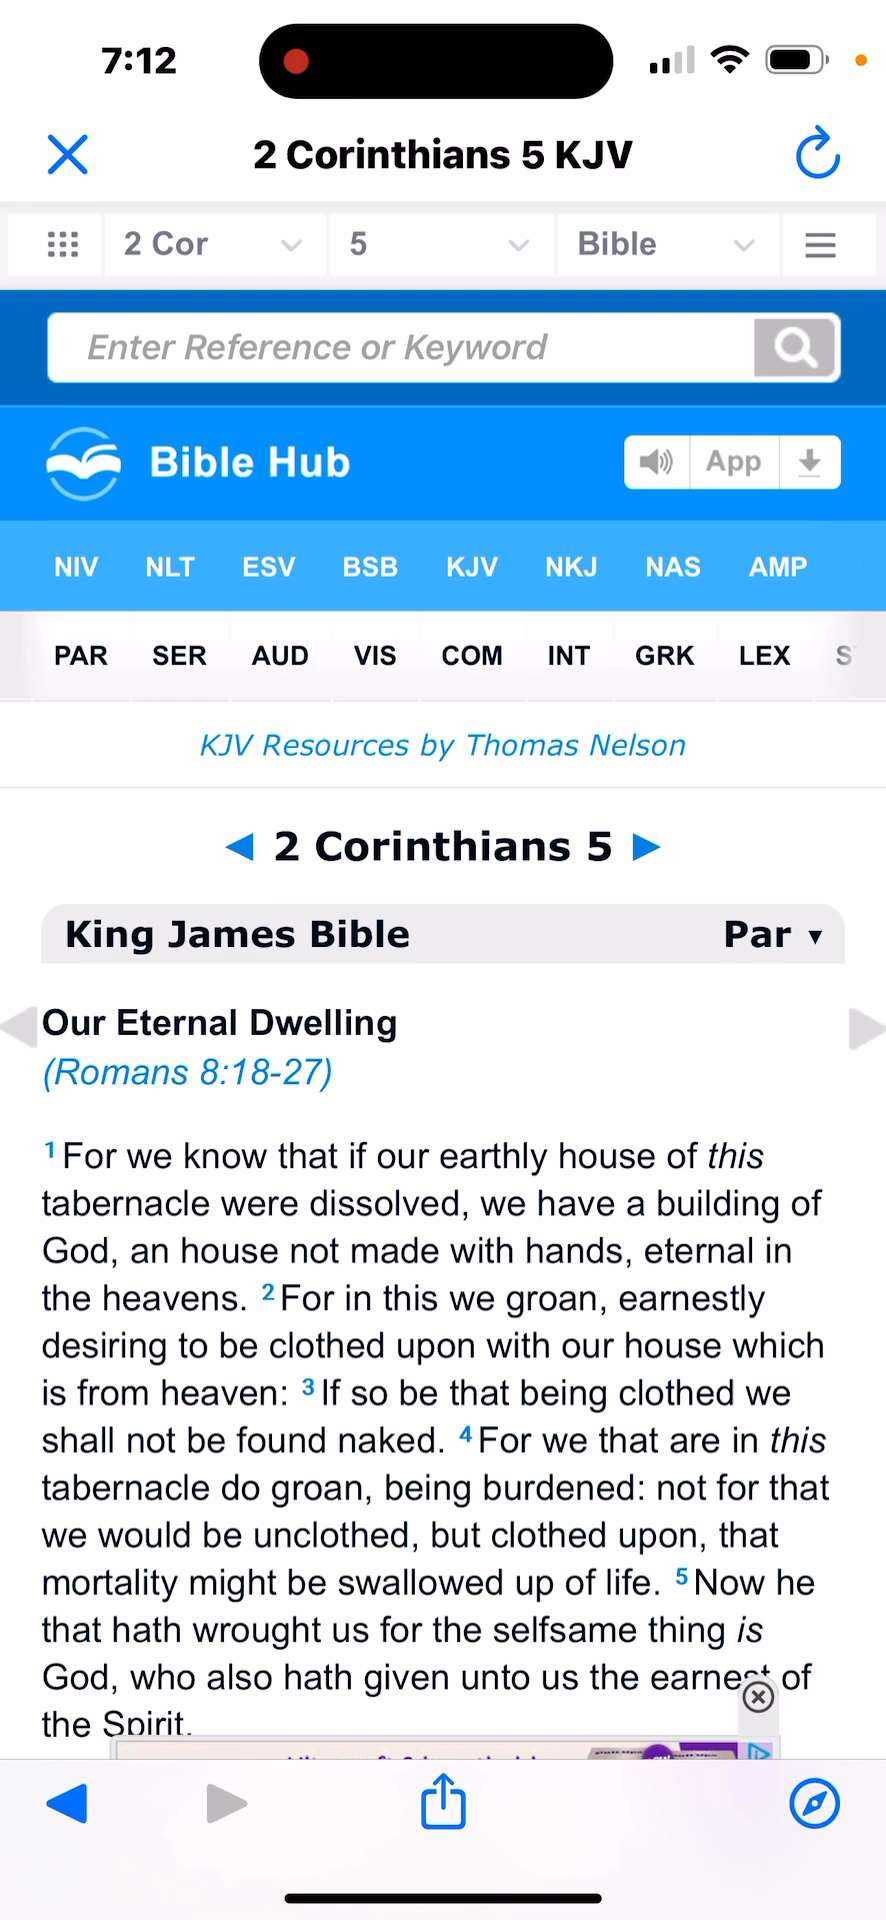 7:12
2 Corinthians 5 KJV
2 Cor 5 Bible
Enter Reference or Keyword
Bible Hub App
NIV NLT ESV BSB KJV NKJ NAS AMP
PAR SER AUD VIS COM INT GRK LEX S
KJV Resources by Thomas Nelson
◀ 2 Corinthians 5 ▶
King James Bible Par ▼
Our Eternal Dwelling
(Romans 8:18-27)
1 For we know that if our earthly house of this
tabernacle were dissolved, we have a building of
God, an house not made with hands, eternal in
the heavens. 2 For in this we groan, earnestly
desiring to be clothed upon with our house which
is from heaven: 3 If so be that being clothed we
shall not be found naked. 4 For we that are in this
tabernacle do groan, being burdened: not for that
we would be unclothed, but clothed upon, that
mortality might be swallowed up of life. 5 Now he
that hath wrought us for the selfsame thing is
God, who also hath given unto us the earnest of
the Spirit.